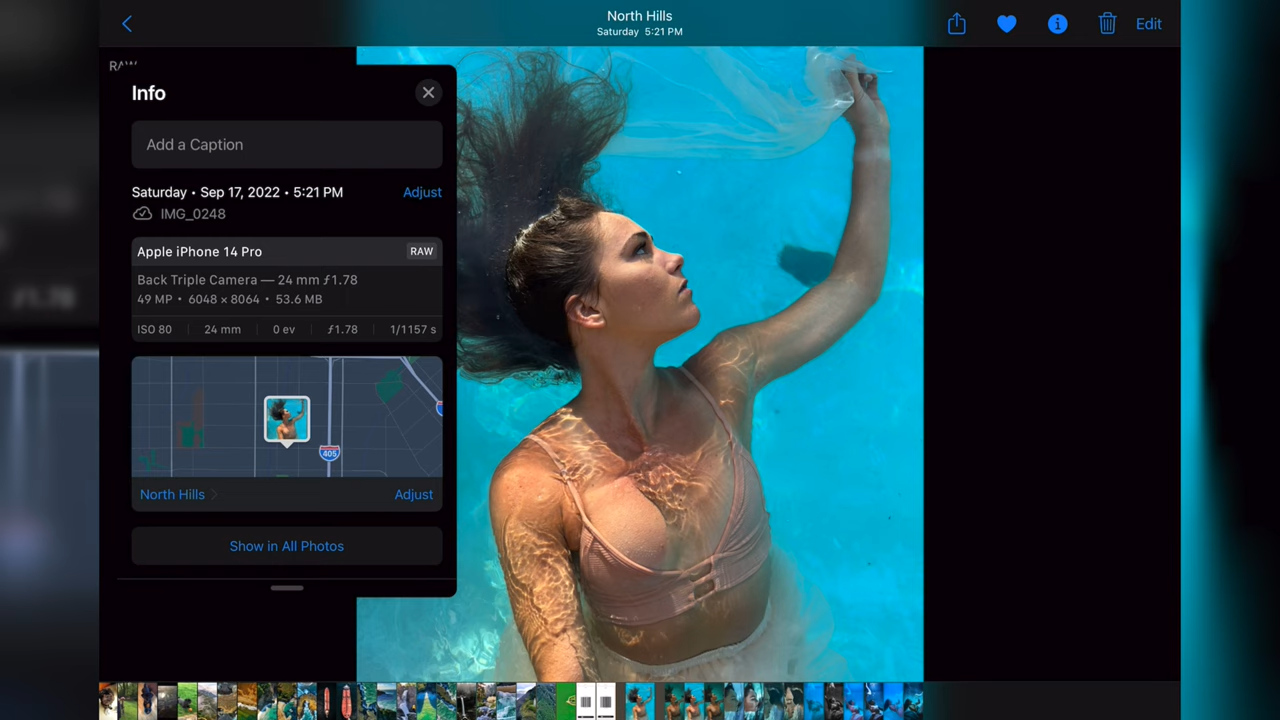 North Hills
Saturday 5:21 PM
Edit
RAW
Info
Add a Caption
Saturday • Sep 17, 2022 • 5:21 PM
Adjust
IMG_0248
Apple iPhone 14 Pro
RAW
Back Triple Camera — 24 mm ƒ1.78
49 MP • 6048 × 8064 • 53.6 MB
ISO 80
24 mm
0 ev
ƒ1.78
1/1157 s
405
North Hills
Adjust
Show in All Photos